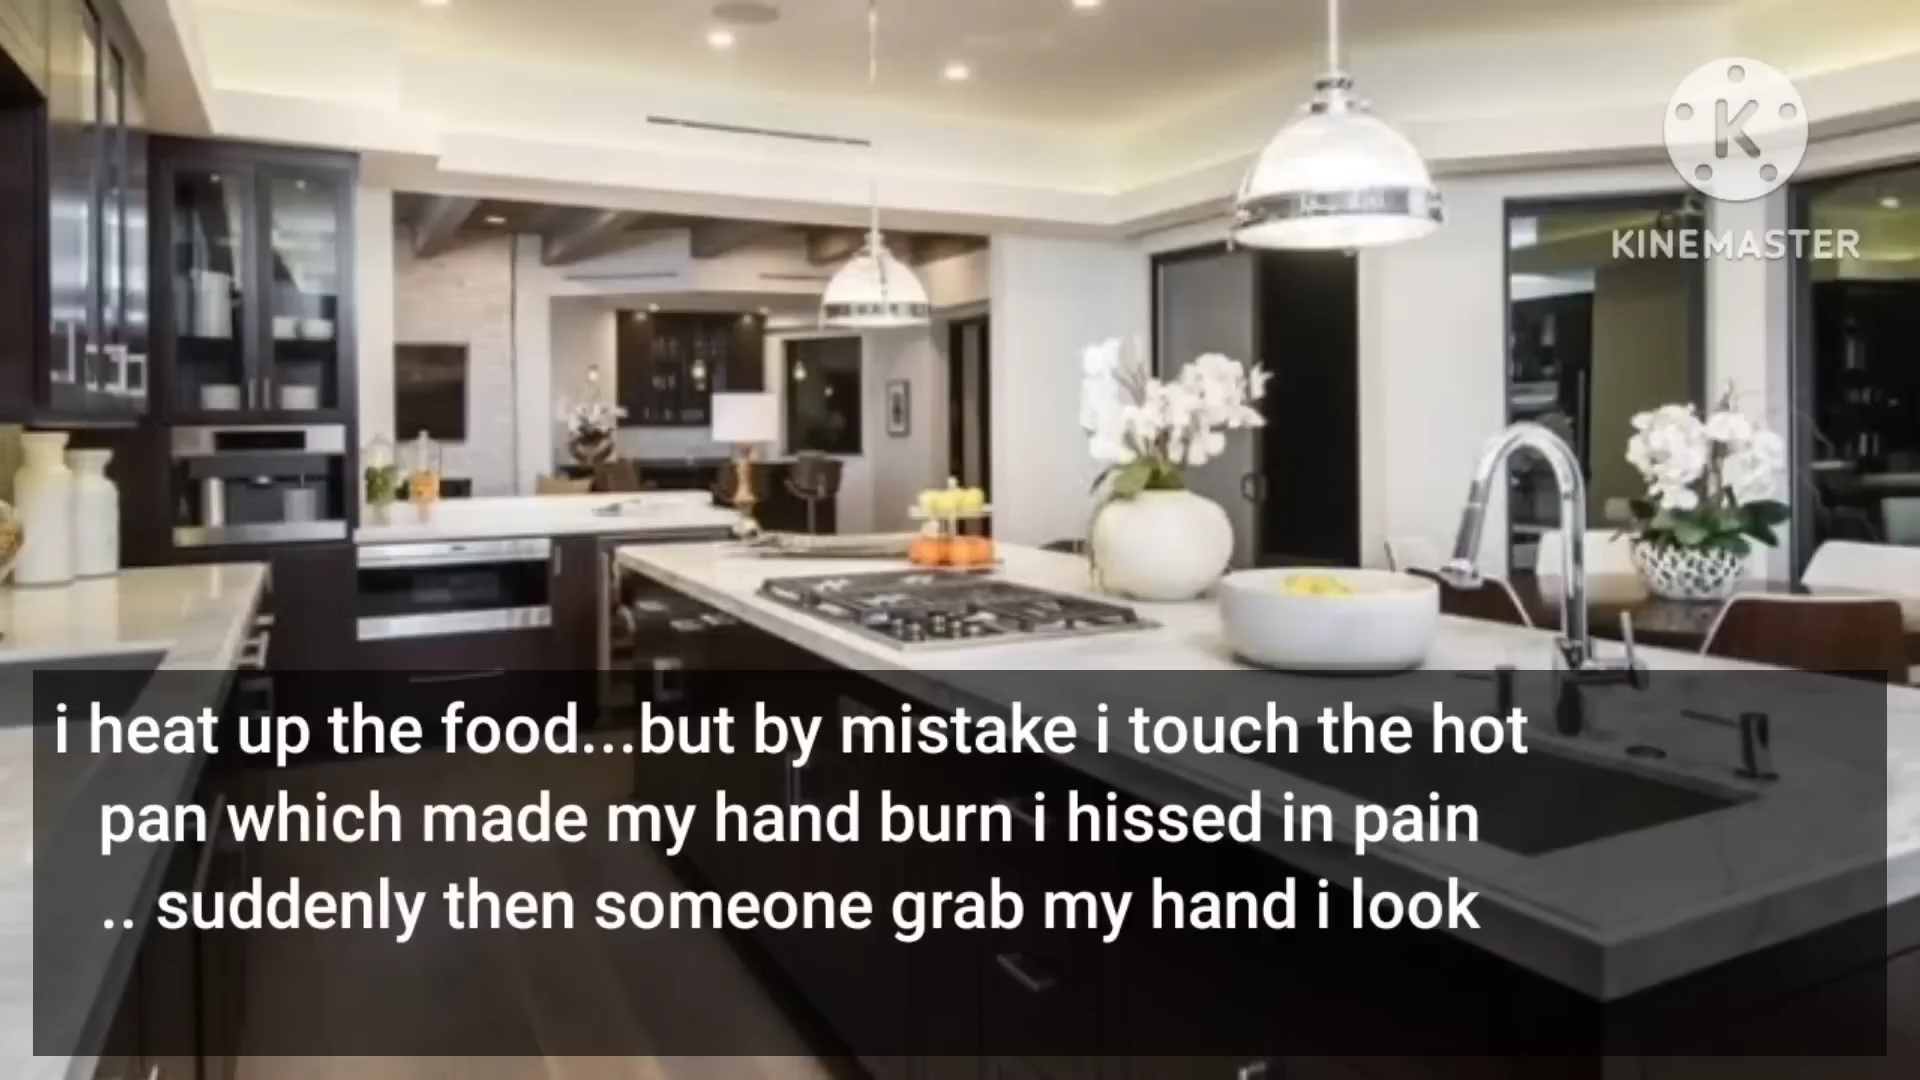 K
KINEMASTER
i heat up the food...but by mistake i touch the hot
pan which made my hand burn i hissed in pain
.. suddenly then someone grab my hand i look